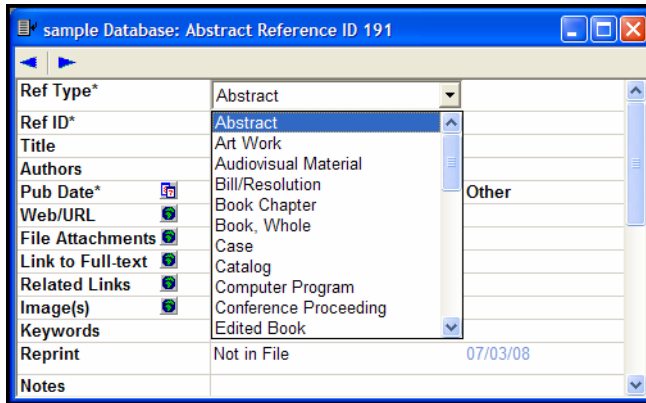 sample Database: Abstract Reference ID 191
Ref Type* Abstract
Ref ID* Abstract
Title Art Work
Authors Audiovisual Material
Pub Date* Bill/Resolution Other
Web/URL Book Chapter
Book, Whole
File Attachments Case
Link to Full-text Catalog
Related Links Computer Program
Image(s) Conference Proceeding
Keywords Edited Book
Reprint Not in File 07/03/08
Notes